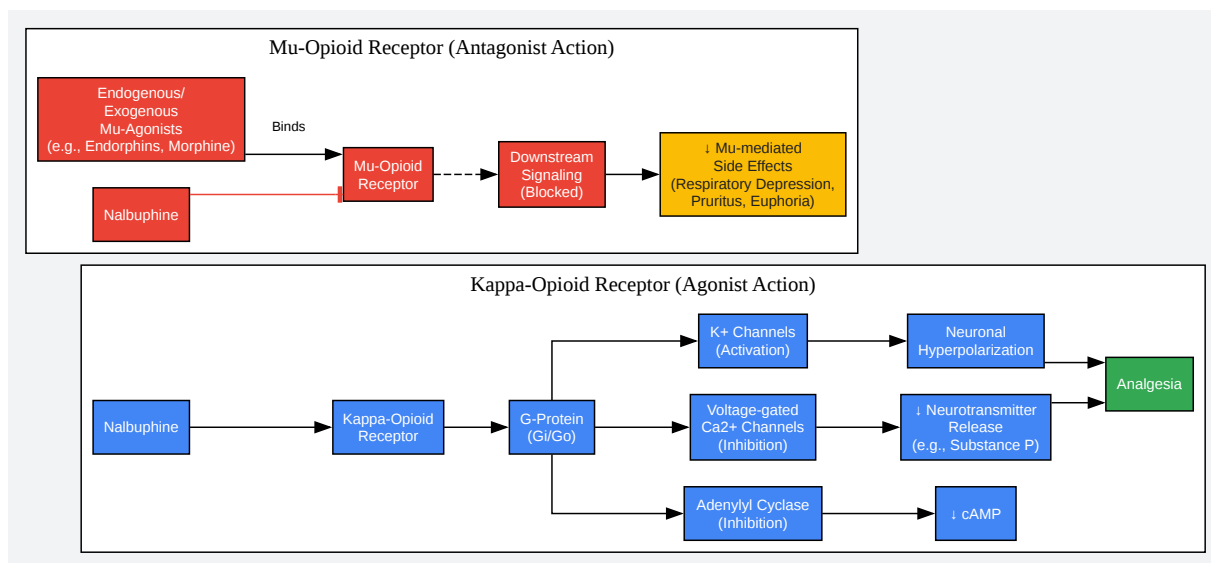 Mu-Opioid Receptor (Antagonist Action)
Endogenous/
Exogenous
Mu-Agonists
(e.g., Endorphins, Morphine)
Binds
Mu-Opioid
Receptor
Downstream
Signaling
(Blocked)
↓ Mu-mediated
Side Effects
(Respiratory Depression,
Pruritus, Euphoria)
Nalbuphine
Kappa-Opioid Receptor (Agonist Action)
Nalbuphine
Kappa-Opioid
Receptor
G-Protein
(Gi/Go)
K+ Channels
(Activation)
Neuronal
Hyperpolarization
Voltage-gated
Ca2+ Channels
(Inhibition)
↓ Neurotransmitter
Release
(e.g., Substance P)
Analgesia
Adenylyl Cyclase
(Inhibition)
↓ cAMP